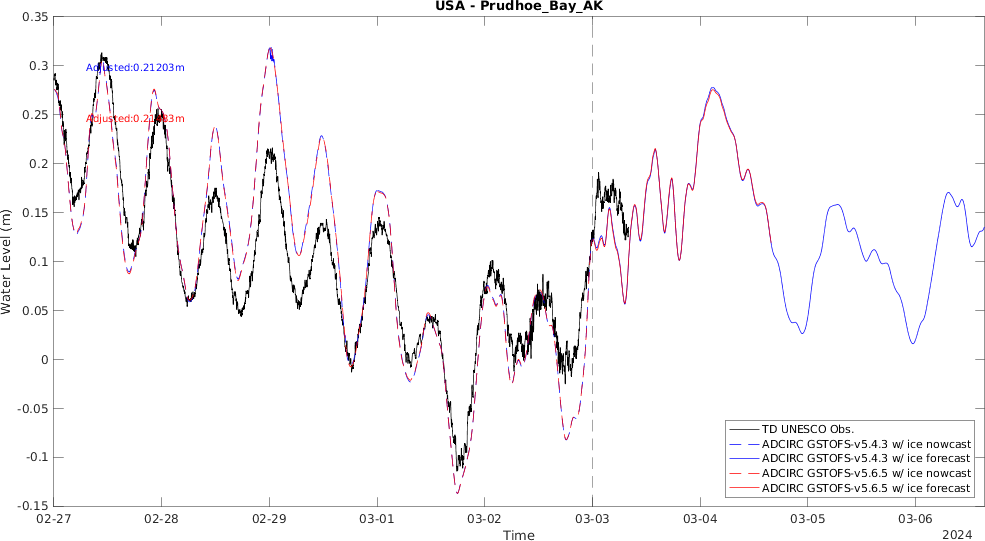 USA - Prudhoe_Bay_AK
0.35
0.3
0.25
0.2
0.15
0.1
0.05
0
-0.05
-0.1
-0.15
Water Level (m)
Adjusted:0.21203m
TD UNESCO Obs.
ADCIRC GSTOFS-v5.4.3 w/ ice nowcast
ADCIRC GSTOFS-v5.4.3 w/ ice forecast
ADCIRC GSTOFS-v5.6.5 w/ ice nowcast
ADCIRC GSTOFS-v5.6.5 w/ ice forecast
02-27 02-28 02-29 03-01 03-02 03-03 03-04 03-05 03-06
Time
2024